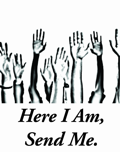 Here I Am,
Send Me.